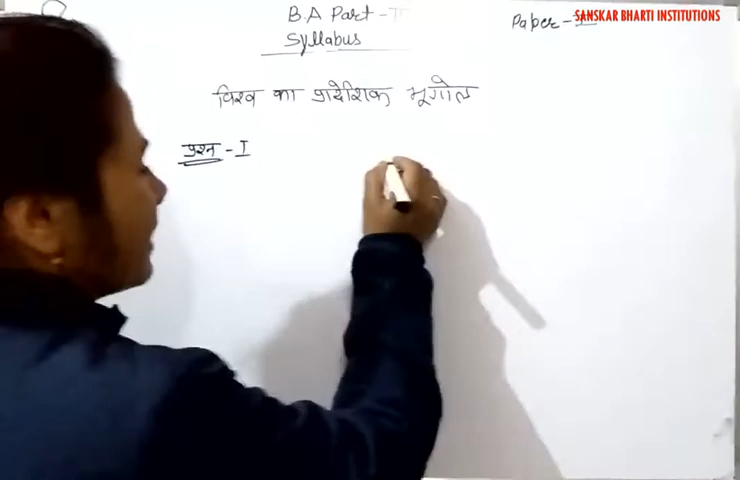 B.A Part -
SANSKAR BHARTI INSTITUTIONS
Paper -
Syllabus
विश्व का प्रादेशिक भूगोल
प्रश्न - I